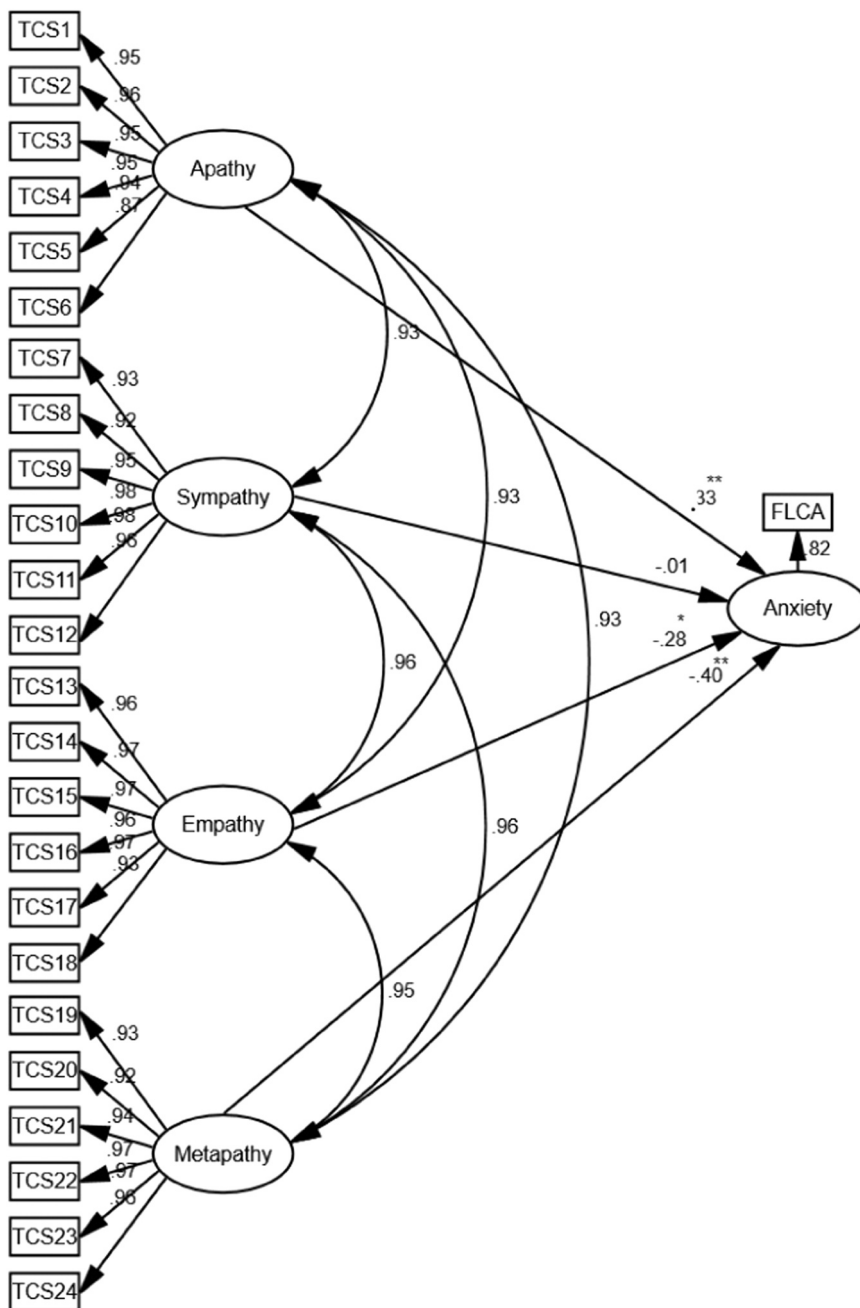 TCS1
.95
TCS2
.96
TCS3
.95
.95
TCS4
.94
.87
TCS5
TCS6
Apathy
TCS7
.93
TCS8
.92
TCS9
.95
.98
TCS10
.98
.96
TCS11
TCS12
Sympathy
TCS13
.96
TCS14
.97
TCS15
.97
.96
TCS16
.97
.93
TCS17
TCS18
Empathy
TCS19
.93
TCS20
.92
TCS21
.94
.97
TCS22
.97
.96
TCS23
TCS24
Metapathy
.93
.93
.93
.96
.96
.95
**
.33
-.01
*
-.28
**
-.40
FLCA
.82
Anxiety